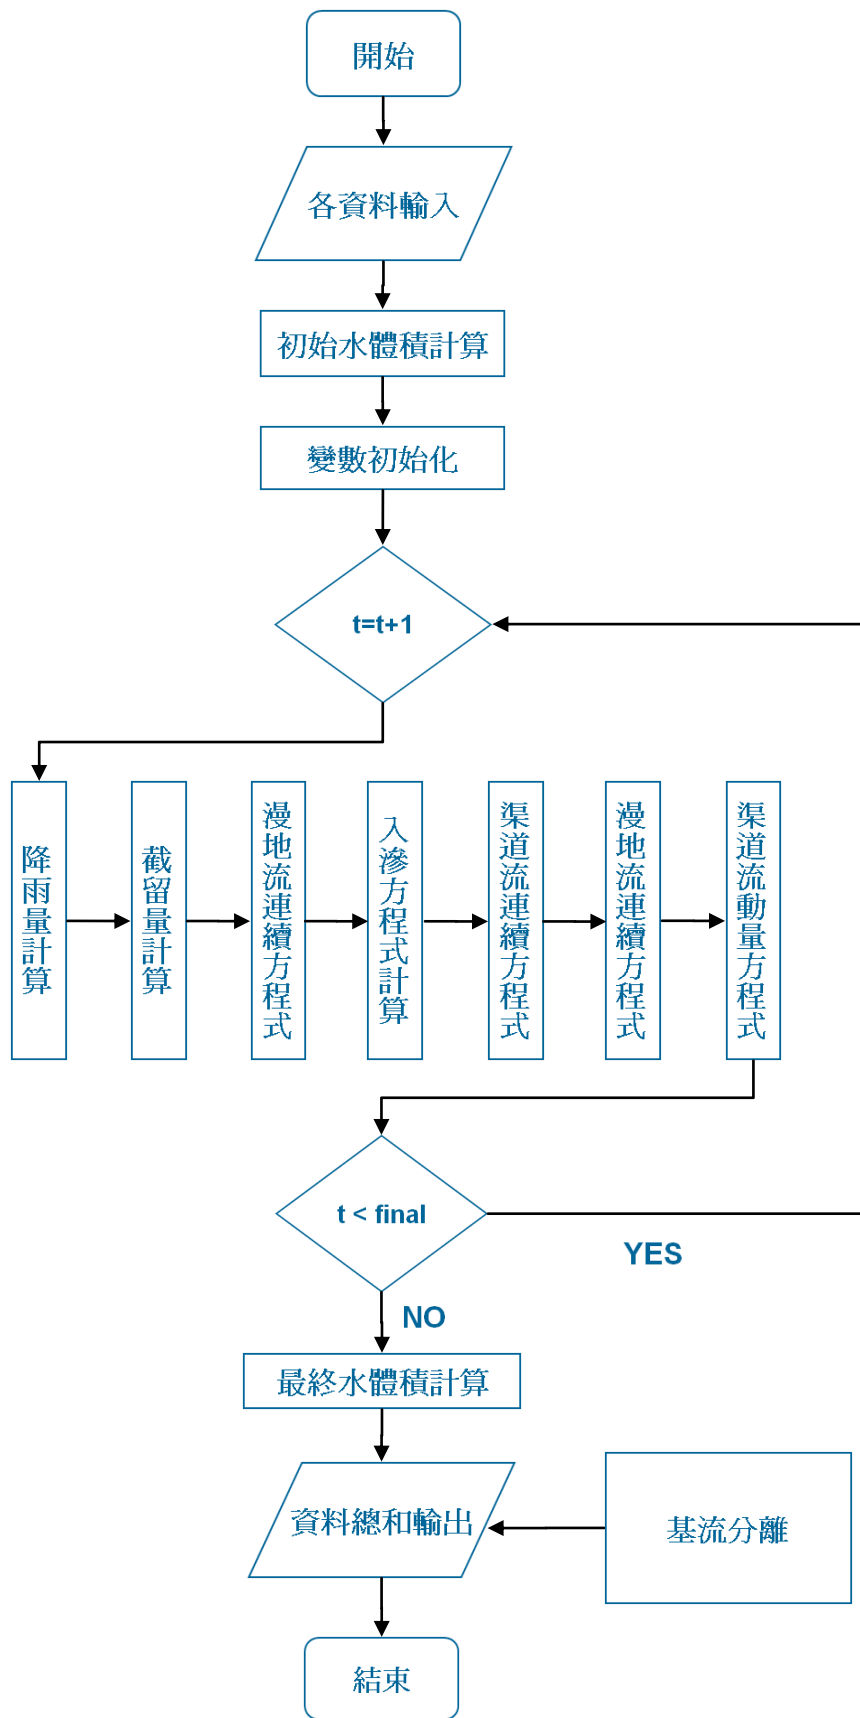 開始
各資料輸入
初始水體積計算
變數初始化
t=t+1
降雨量計算
截留量計算
漫地流連續方程式
入滲方程式計算
渠道流連續方程式
漫地流連續方程式
渠道流動量方程式
t < final
YES
NO
最終水體積計算
資料總和輸出
基流分離
結束